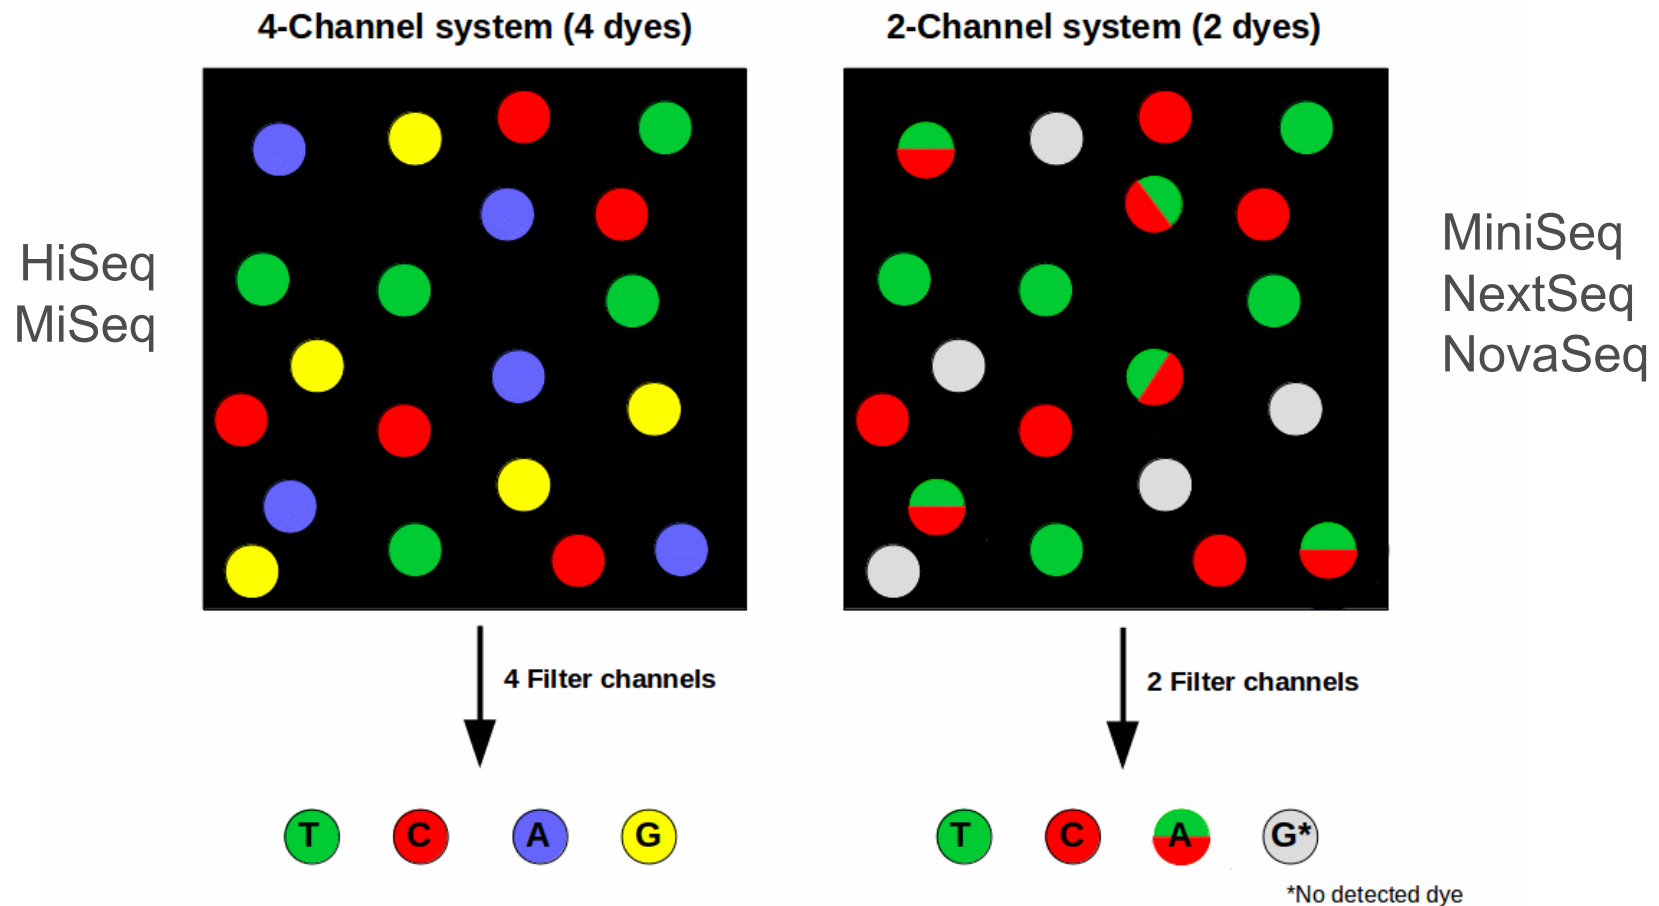 4-Channel system (4 dyes)
2-Channel system (2 dyes)
HiSeq
MiSeq
MiniSeq
NextSeq
NovaSeq
4 Filter channels
2 Filter channels
T C A G
T C A G*
*No detected dye